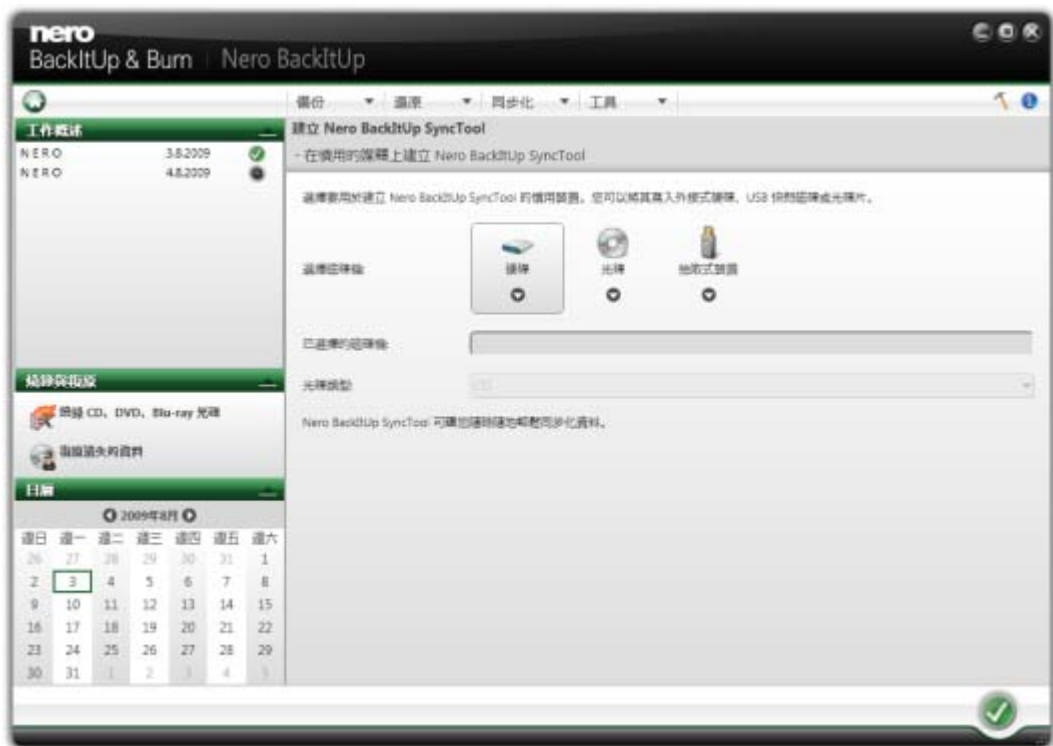 nero
BackItUp & Burn | Nero BackItUp
備份 還原 同步化 工具
工作概述
NERO 3.8.2009
NERO 4.8.2009
建立 Nero BackItUp SyncTool
- 在慣用的媒體上建立 Nero BackItUp SyncTool
選擇要用於建立 Nero BackItUp SyncTool 的慣用裝置。您可以將其寫入外接式硬碟、USB 快閃磁碟或光碟片。
選擇磁碟機
硬碟 光碟 抽取式裝置
已選擇的磁碟機
光碟類型 CD
Nero BackItUp SyncTool 可讓您隨時隨地輕鬆同步化資料。
燒錄與復原
燒錄 CD、DVD、Blu-ray 光碟
復原遺失的資料
日曆
2009年8月
週日 週一 週二 週三 週四 週五 週六
26 27 28 29 30 31 1
2 3 4 5 6 7 8
9 10 11 12 13 14 15
16 17 18 19 20 21 22
23 24 25 26 27 28 29
30 31 1 2 3 4 5